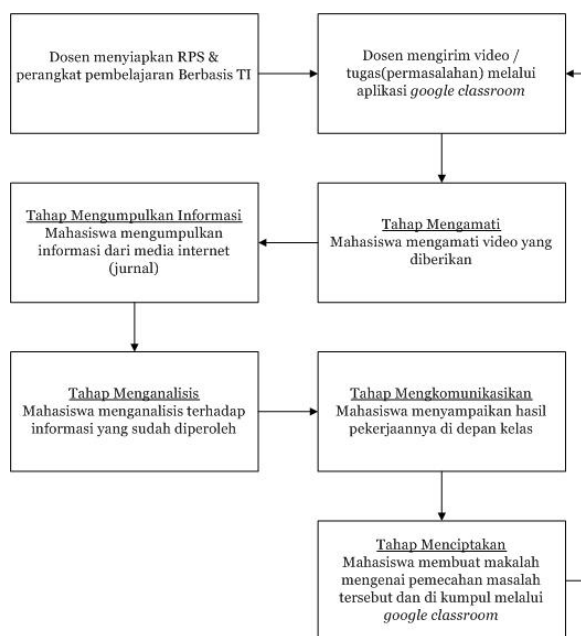 Dosen menyiapkan RPS &
perangkat pembelajaran Berbasis TI
Dosen mengirim video /
tugas(permasalahan) melalui
aplikasi google classroom
Tahap Mengamati
Mahasiswa mengamati video yang
diberikan
Tahap Mengumpulkan Informasi
Mahasiswa mengumpulkan
informasi dari media internet
(jurnal)
Tahap Menganalisis
Mahasiswa menganalisis terhadap
informasi yang sudah diperoleh
Tahap Mengkomunikasikan
Mahasiswa menyampaikan hasil
pekerjaannya di depan kelas
Tahap Menciptakan
Mahasiswa membuat makalah
mengenai pemecahan masalah
tersebut dan di kumpul melalui
google classroom